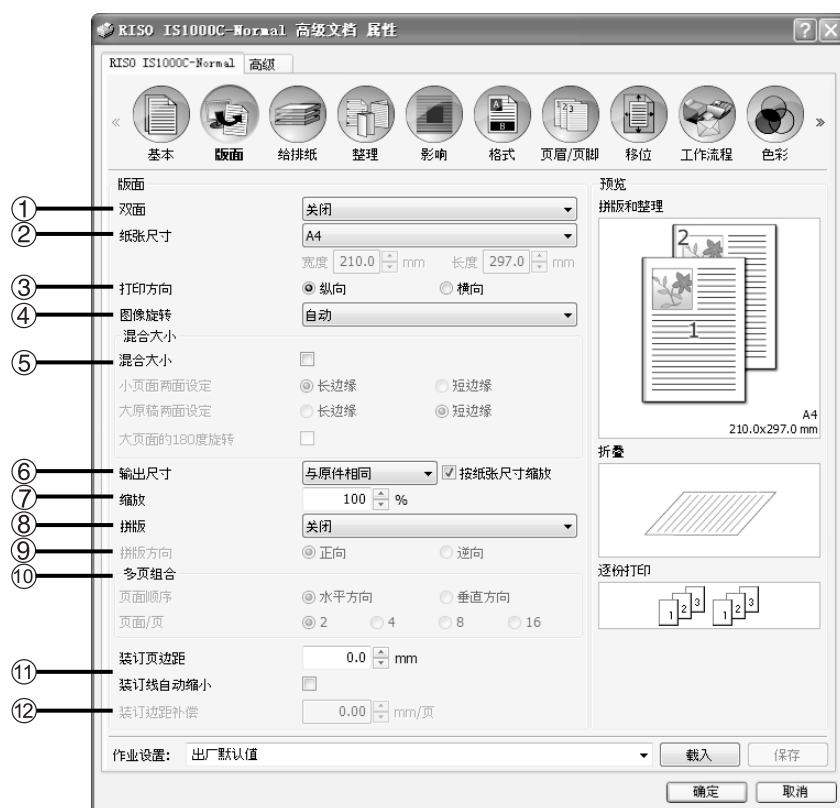 RISO IS1000C-Normal 高级文档 属性
RISO IS1000C-Normal 高级
« 基本 版面 给排纸 整理 影响 格式 页眉/页脚 移位 工作流程 色彩 »
版面
① 双面 关闭
② 纸张尺寸 A4
宽度 210.0 mm 长度 297.0 mm
③ 打印方向 纵向 横向
④ 图像旋转 自动
混合大小
⑤ 混合大小
小页面两面设定 长边缘 短边缘
大原稿两面设定 长边缘 短边缘
大页面的180度旋转
⑥ 输出尺寸 与原件相同 按纸张尺寸缩放
⑦ 缩放 100 %
⑧ 拼版 关闭
⑨ 拼版方向 正向 逆向
⑩ 多页组合
页面顺序 水平方向 垂直方向
页面/页 2 4 8 16
⑪ 装订页边距 0.0 mm
装订线自动缩小
⑫ 装订边距补偿 0.00 mm/页
预览
拼版和整理
2
1
A4
210.0x297.0 mm
折叠
逐份打印
1 2 3 1 2 3
作业设置: 出厂默认值 载入 保存
确定 取消